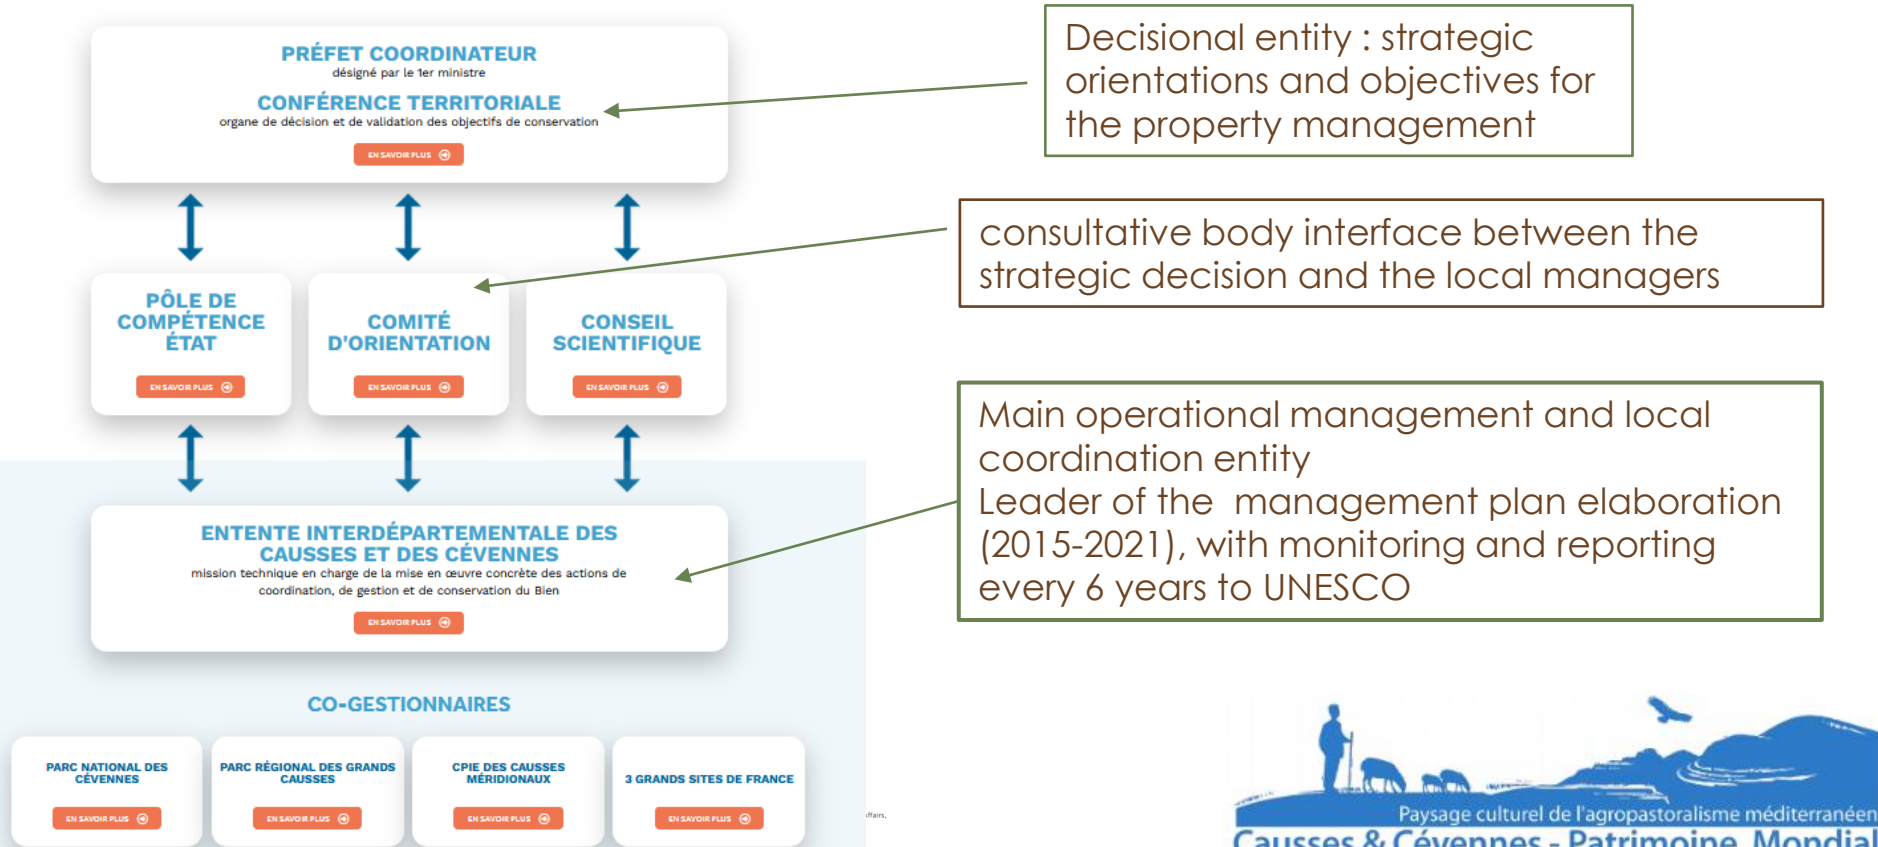 PRÉFET COORDINATEUR
désigné par le 1er ministre
CONFÉRENCE TERRITORIALE
organe de décision et de validation des objectifs de conservation
EN SAVOIR PLUS
Decisional entity : strategic
orientations and objectives for
the property management
consultative body interface between the
strategic decision and the local managers
PÔLE DE
COMPÉTENCE
ÉTAT
EN SAVOIR PLUS
COMITÉ
D'ORIENTATION
EN SAVOIR PLUS
CONSEIL
SCIENTIFIQUE
EN SAVOIR PLUS
Main operational management and local
coordination entity
Leader of the management plan elaboration
(2015-2021), with monitoring and reporting
every 6 years to UNESCO
ENTENTE INTERDÉPARTEMENTALE DES
CAUSSES ET DES CÉVENNES
mission technique en charge de la mise en œuvre concrète des actions de
coordination, de gestion et de conservation du Bien
EN SAVOIR PLUS
CO-GESTIONNAIRES
PARC NATIONAL DES
CÉVENNES
EN SAVOIR PLUS
PARC RÉGIONAL DES GRANDS
CAUSSES
EN SAVOIR PLUS
CPIE DES CAUSSES
MÉRIDIONAUX
EN SAVOIR PLUS
3 GRANDS SITES DE FRANCE
EN SAVOIR PLUS
ffairs,
Paysage culturel de l'agropastoralisme méditerranéen
Causses & Cévennes - Patrimoine Mondial